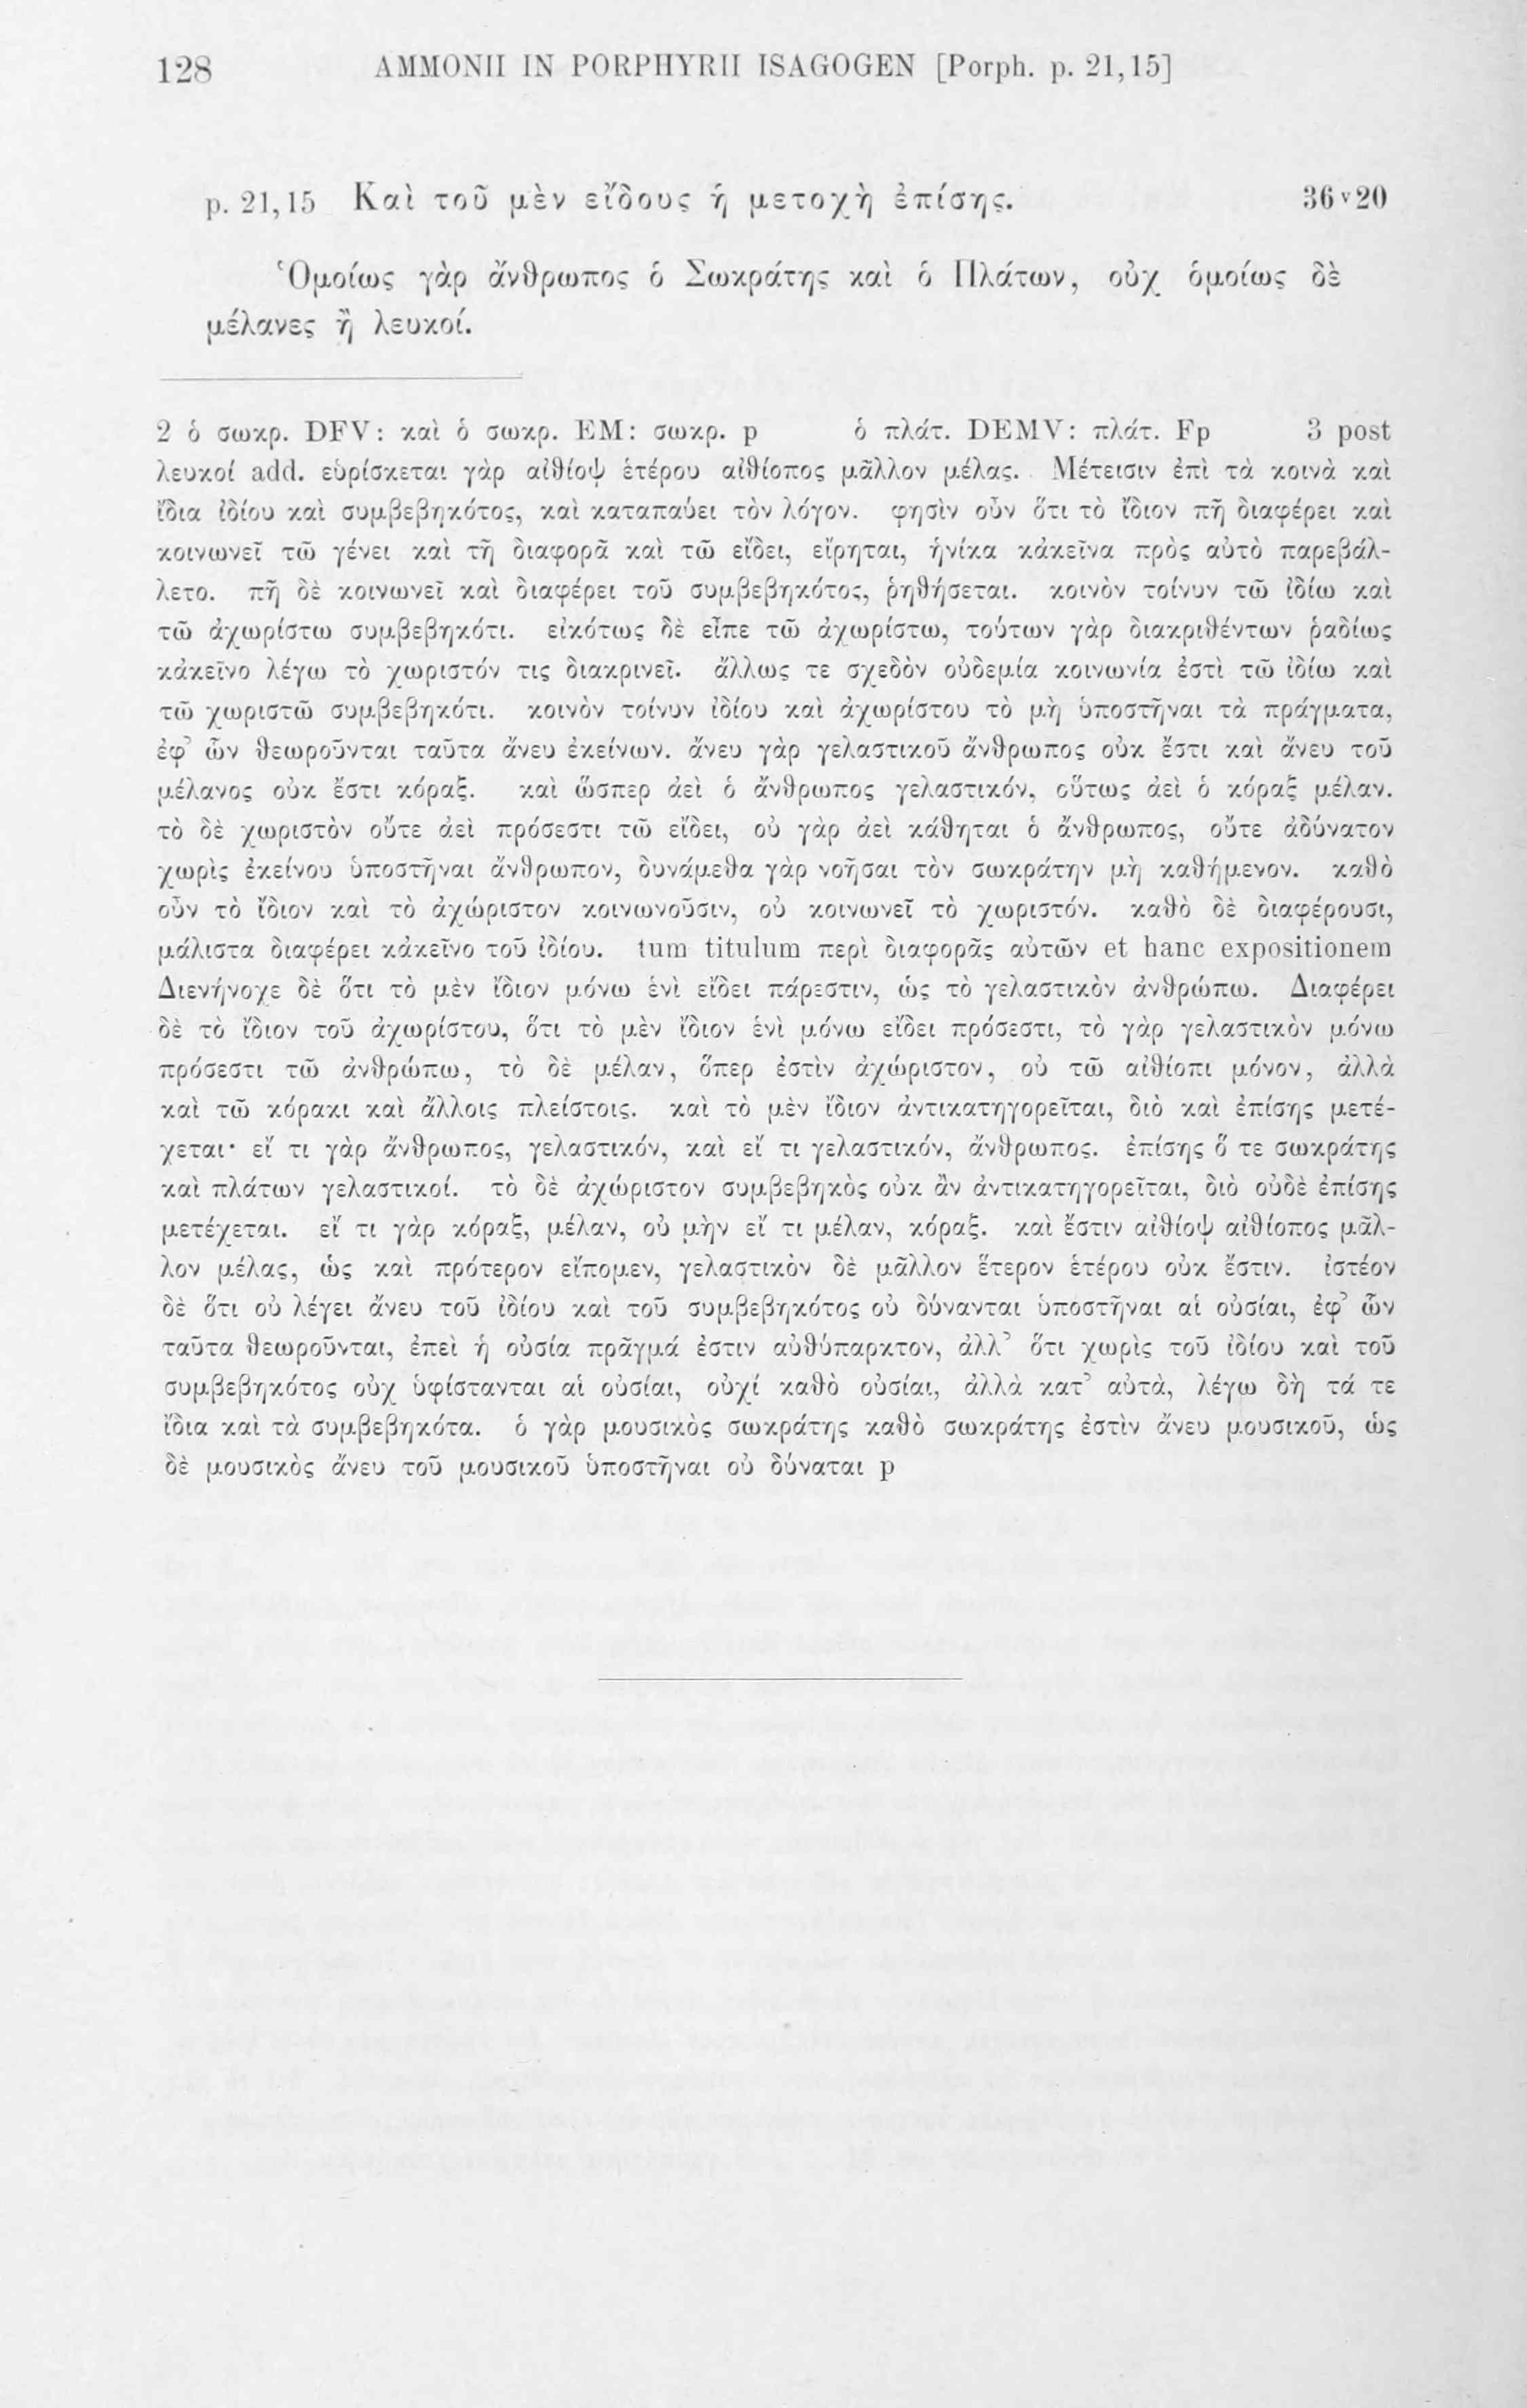 128 AMMONII IN PORPHYRII ISAGOGEN [Porph. p. 21,15]
p. 21,15 Καὶ τοῦ μὲν εἴδους ἡ μετοχὴ ἐπίσης. 36v20
Ὁμοίως γὰρ ἄνθρωπος ὁ Σωκράτης καὶ ὁ Πλάτων, οὐχ ὁμοίως δὲ
μέλανες ἢ λευκοί.
2 ὁ σωκρ. DFV: καὶ ὁ σωκρ. EM: σωκρ. p ὁ πλάτ. DEMV: πλάτ. Fp 3 post
λευκοί add. εὑρίσκεται γὰρ αἰθίοψ ἑτέρου αἰθίοπος μᾶλλον μέλας. Μέτεισιν ἐπὶ τὰ κοινὰ καὶ
ἴδια ἰδίου καὶ συμβεβηκότος, καὶ καταπαύει τὸν λόγον. φησὶν οὖν ὅτι τὸ ἴδιον πῆ διαφέρει καὶ
κοινωνεῖ τῶ γένει καὶ τῆ διαφορᾶ καὶ τῶ εἴδει, εἴρηται, ἡνίκα κἀκεῖνα πρὸς αὐτὸ παρεβάλ-
λετο. πῆ δὲ κοινωνεῖ καὶ διαφέρει τοῦ συμβεβηκότος, ῥηθήσεται. κοινὸν τοίνυν τῶ ἰδίω καὶ
τῶ ἀχωρίστω συμβεβηκότι. εἰκότως δὲ εἶπε τῶ ἀχωρίστω, τούτων γὰρ διακριθέντων ῥαδίως
κἀκεῖνο λέγω τὸ χωριστόν τις διακρινεῖ. ἄλλως τε σχεδὸν οὐδεμία κοινωνία ἐστὶ τῶ ἰδίω καὶ
τῶ χωριστῶ συμβεβηκότι. κοινὸν τοίνυν ἰδίου καὶ ἀχωρίστου τὸ μὴ ὑποστῆναι τὰ πράγματα,
ἐφ᾽ ὧν θεωροῦνται ταῦτα ἄνευ ἐκείνων. ἄνευ γὰρ γελαστικοῦ ἄνθρωπος οὐκ ἔστι καὶ ἄνευ τοῦ
μέλανος οὐκ ἔστι κόραξ. καὶ ὥσπερ ἀεὶ ὁ ἄνθρωπος γελαστικόν, οὕτως ἀεὶ ὁ κόραξ μέλαν.
τὸ δὲ χωριστὸν οὔτε ἀεὶ πρόσεστι τῶ εἴδει, οὐ γὰρ ἀεὶ κάθηται ὁ ἄνθρωπος, οὔτε ἀδύνατον
χωρὶς ἐκείνου ὑποστῆναι ἄνθρωπον, δυνάμεθα γὰρ νοῆσαι τὸν σωκράτην μὴ καθήμενον. καθὸ
οὖν τὸ ἴδιον καὶ τὸ ἀχώριστον κοινωνοῦσιν, οὐ κοινωνεῖ τὸ χωριστόν. καθὸ δὲ διαφέρουσι,
μάλιστα διαφέρει κἀκεῖνο τοῦ ἰδίου. tum titulum περὶ διαφορᾶς αὐτῶν et hanc expositionem
Διενήνοχε δὲ ὅτι τὸ μὲν ἴδιον μόνω ἑνὶ εἴδει πάρεστιν, ὡς τὸ γελαστικὸν ἀνθρώπω. Διαφέρει
δὲ τὸ ἴδιον τοῦ ἀχωρίστου, ὅτι τὸ μὲν ἴδιον ἑνὶ μόνω εἴδει πρόσεστι, τὸ γὰρ γελαστικὸν μόνω
πρόσεστι τῶ ἀνθρώπω, τὸ δὲ μέλαν, ὅπερ ἐστὶν ἀχώριστον, οὐ τῶ αἰθίοπι μόνον, ἀλλὰ
καὶ τῶ κόρακι καὶ ἄλλοις πλείστοις. καὶ τὸ μὲν ἴδιον ἀντικατηγορεῖται, διὸ καὶ ἐπίσης μετέ-
χεται· εἴ τι γὰρ ἄνθρωπος, γελαστικόν, καὶ εἴ τι γελαστικόν, ἄνθρωπος. ἐπίσης ὅ τε σωκράτης
καὶ πλάτων γελαστικοί. τὸ δὲ ἀχώριστον συμβεβηκὸς οὐκ ἂν ἀντικατηγορεῖται, διὸ οὐδὲ ἐπίσης
μετέχεται. εἴ τι γὰρ κόραξ, μέλαν, οὐ μὴν εἴ τι μέλαν, κόραξ. καὶ ἔστιν αἰθίοψ αἰθίοπος μᾶλ-
λον μέλας, ὡς καὶ πρότερον εἴπομεν, γελαστικὸν δὲ μᾶλλον ἕτερον ἑτέρου οὐκ ἔστιν. ἰστέον
δὲ ὅτι οὐ λέγει ἄνευ τοῦ ἰδίου καὶ τοῦ συμβεβηκότος οὐ δύνανται ὑποστῆναι αἱ οὐσίαι, ἐφ᾽ ὧν
ταῦτα θεωροῦνται, ἐπεὶ ἡ οὐσία πρᾶγμά ἐστιν αὐθύπαρκτον, ἀλλ᾽ ὅτι χωρὶς τοῦ ἰδίου καὶ τοῦ
συμβεβηκότος οὐχ ὑφίστανται αἱ οὐσίαι, οὐχί καθὸ οὐσίαι, ἀλλὰ κατ᾽ αὐτὰ, λέγω δὴ τά τε
ἴδια καὶ τὰ συμβεβηκότα. ὁ γὰρ μουσικὸς σωκράτης καθὸ σωκράτης ἐστὶν ἄνευ μουσικοῦ, ὡς
δὲ μουσικὸς ἄνευ τοῦ μουσικοῦ ὑποστῆναι οὐ δύναται p